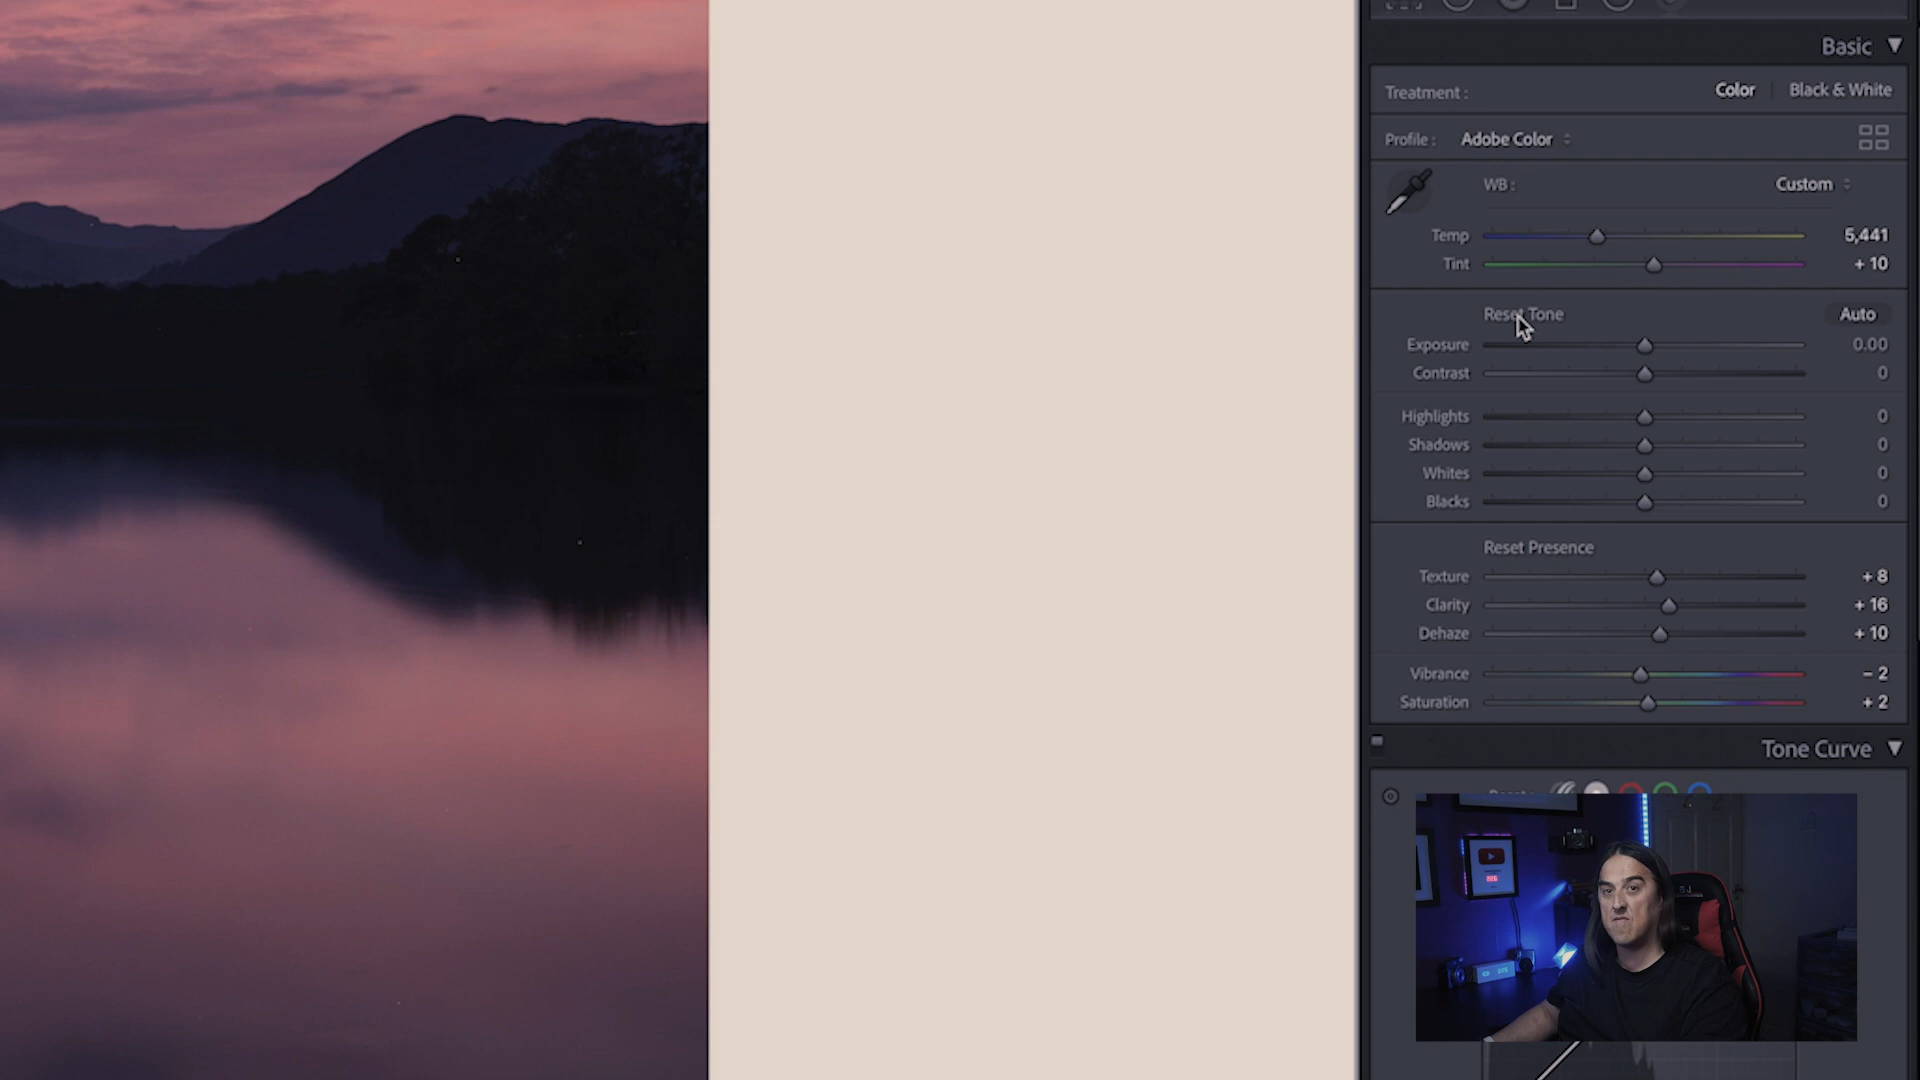 Basic
Treatment : Color Black & White
Profile : Adobe Color
WB : Custom
Temp 5,441
Tint + 10
Reset Tone Auto
Exposure 0.00
Contrast 0
Highlights 0
Shadows 0
Whites 0
Blacks 0
Reset Presence
Texture + 8
Clarity + 16
Dehaze + 10
Vibrance – 2
Saturation + 2
Tone Curve